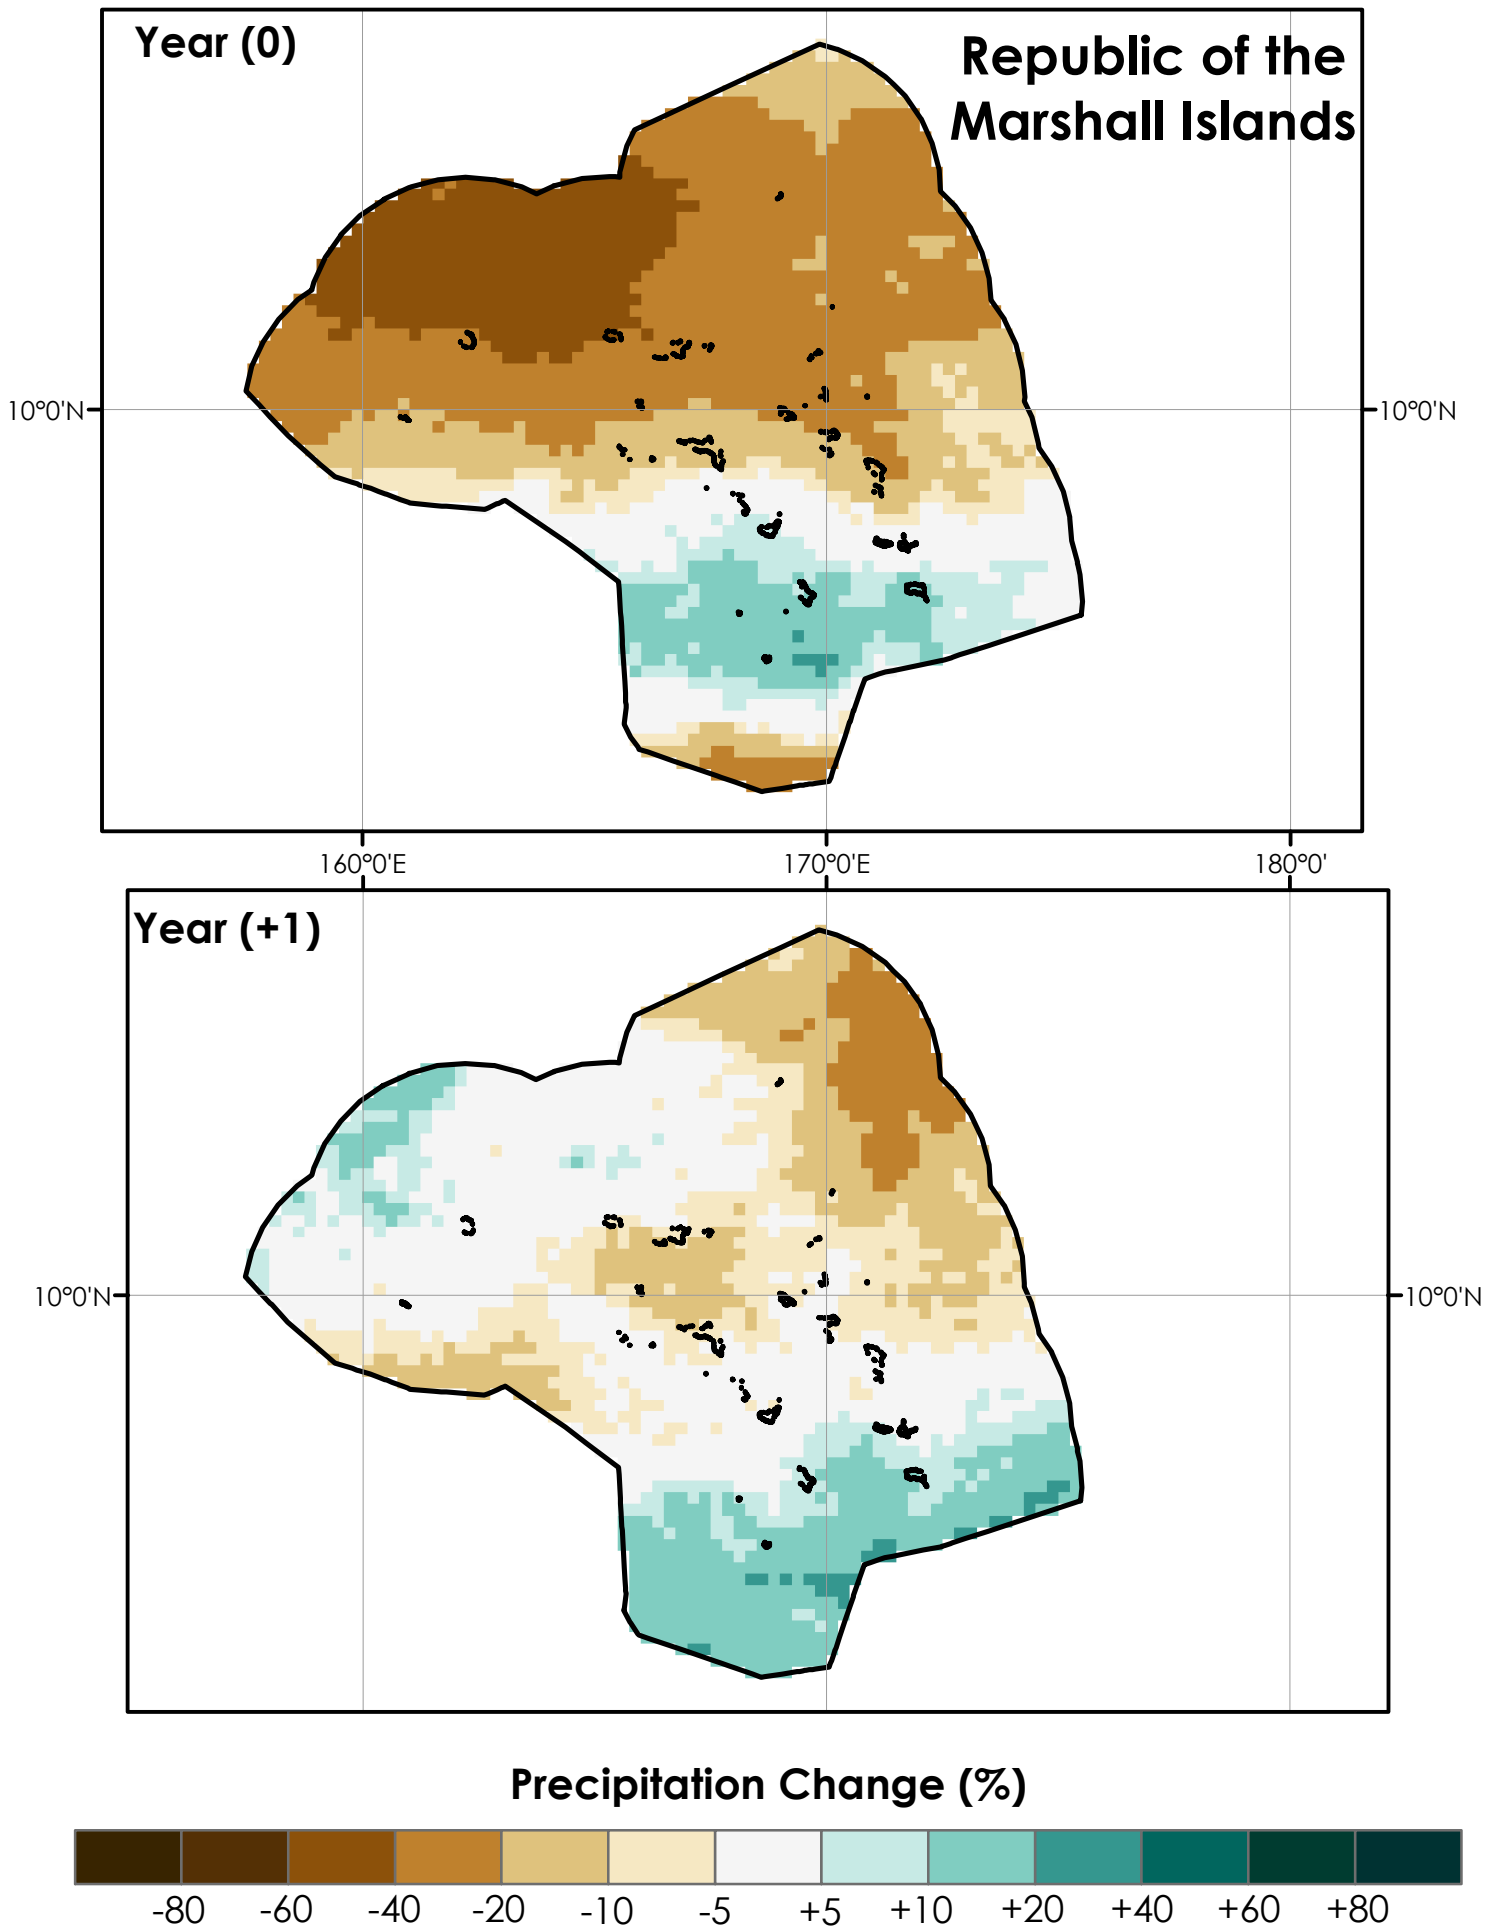 Year (0)
Republic of the
Marshall Islands
10°0'N
10°0'N
160°0'E
170°0'E
180°0'
Year (+1)
10°0'N
10°0'N
Precipitation Change (%)
-80
-60
-40
-20
-10
-5
+5
+10
+20
+40
+60
+80